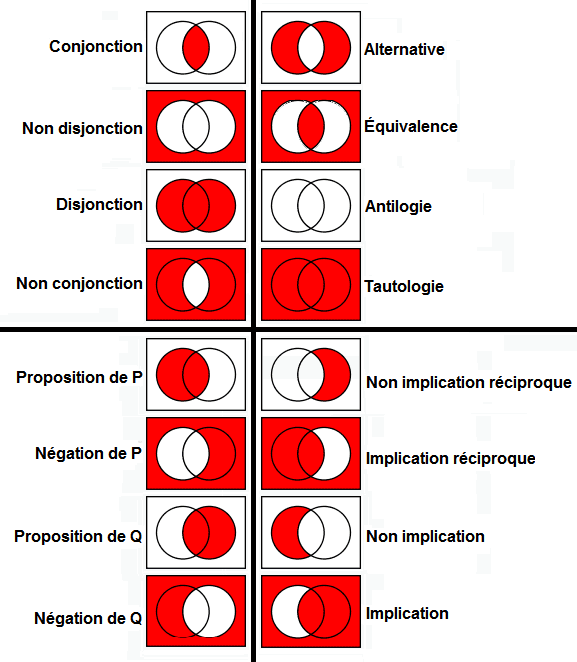 Conjonction
Alternative
Non disjonction
Équivalence
Disjonction
Antilogie
Non conjonction
Tautologie
Proposition de P
Non implication réciproque
Négation de P
Implication réciproque
Proposition de Q
Non implication
Négation de Q
Implication